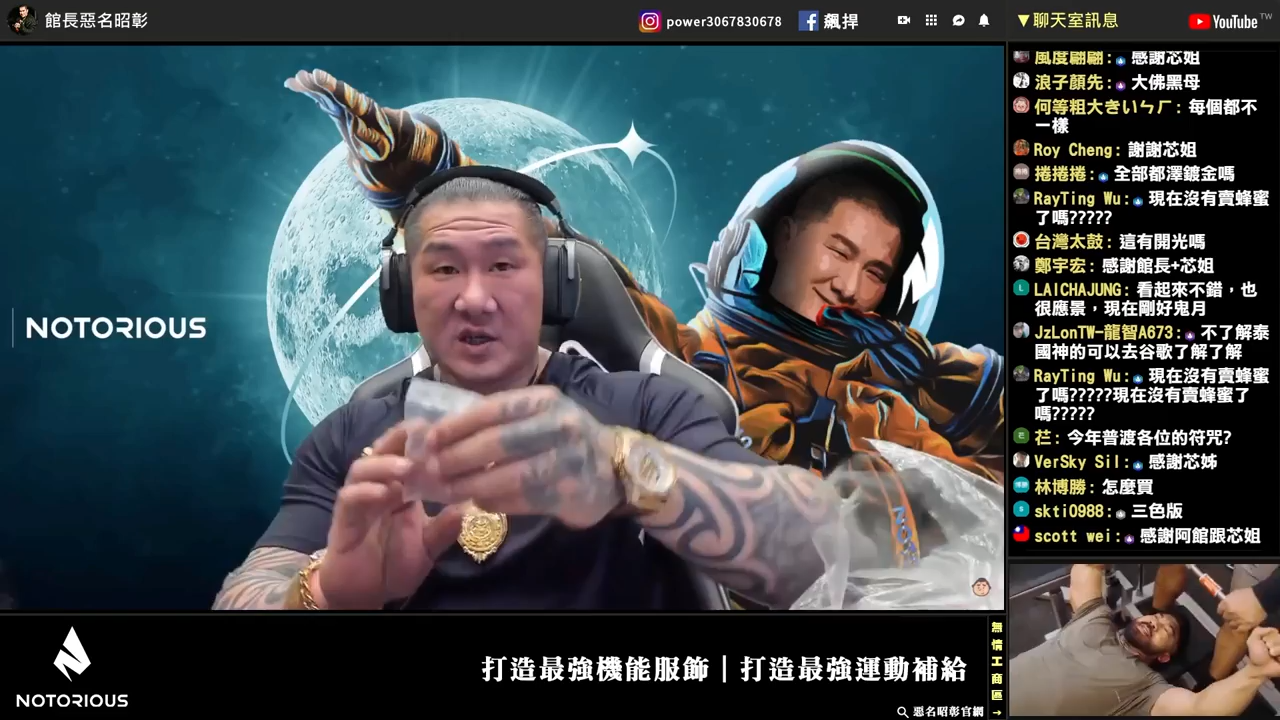 館長惡名昭彰
power3067830678
飆捍
▼聊天室訊息
YouTube TW
風度翩翩: 感謝芯姐
浪子顏先: 大佛黑母
何等粗大きいㄅㄏ: 每個都不
一樣
Roy Cheng: 謝謝芯姐
捲捲捲: 全部都澤鍍金嗎
RayTing Wu: 現在沒有賣蜂蜜
了嗎?????
台灣太鼓: 這有開光嗎
鄭宇宏: 感謝館長+芯姐
LAICHAJUNG: 看起來不錯，也
很應景，現在剛好鬼月
JzLonTW-龍智A673: 不了解泰
國神的可以去谷歌了解了解
RayTing Wu: 現在沒有賣蜂蜜
了嗎?????現在沒有賣蜂蜜了
嗎?????
芢: 今年普渡各位的符咒?
VerSky Sil: 感謝芯姊
林博勝: 怎麼買
skti0988: 三色版
scott wei: 感謝阿館跟芯姐
NOTORIOUS
NOTORIOUS
打造最強機能服飾｜打造最強運動補給
惡名昭彰官網
無情工商區→